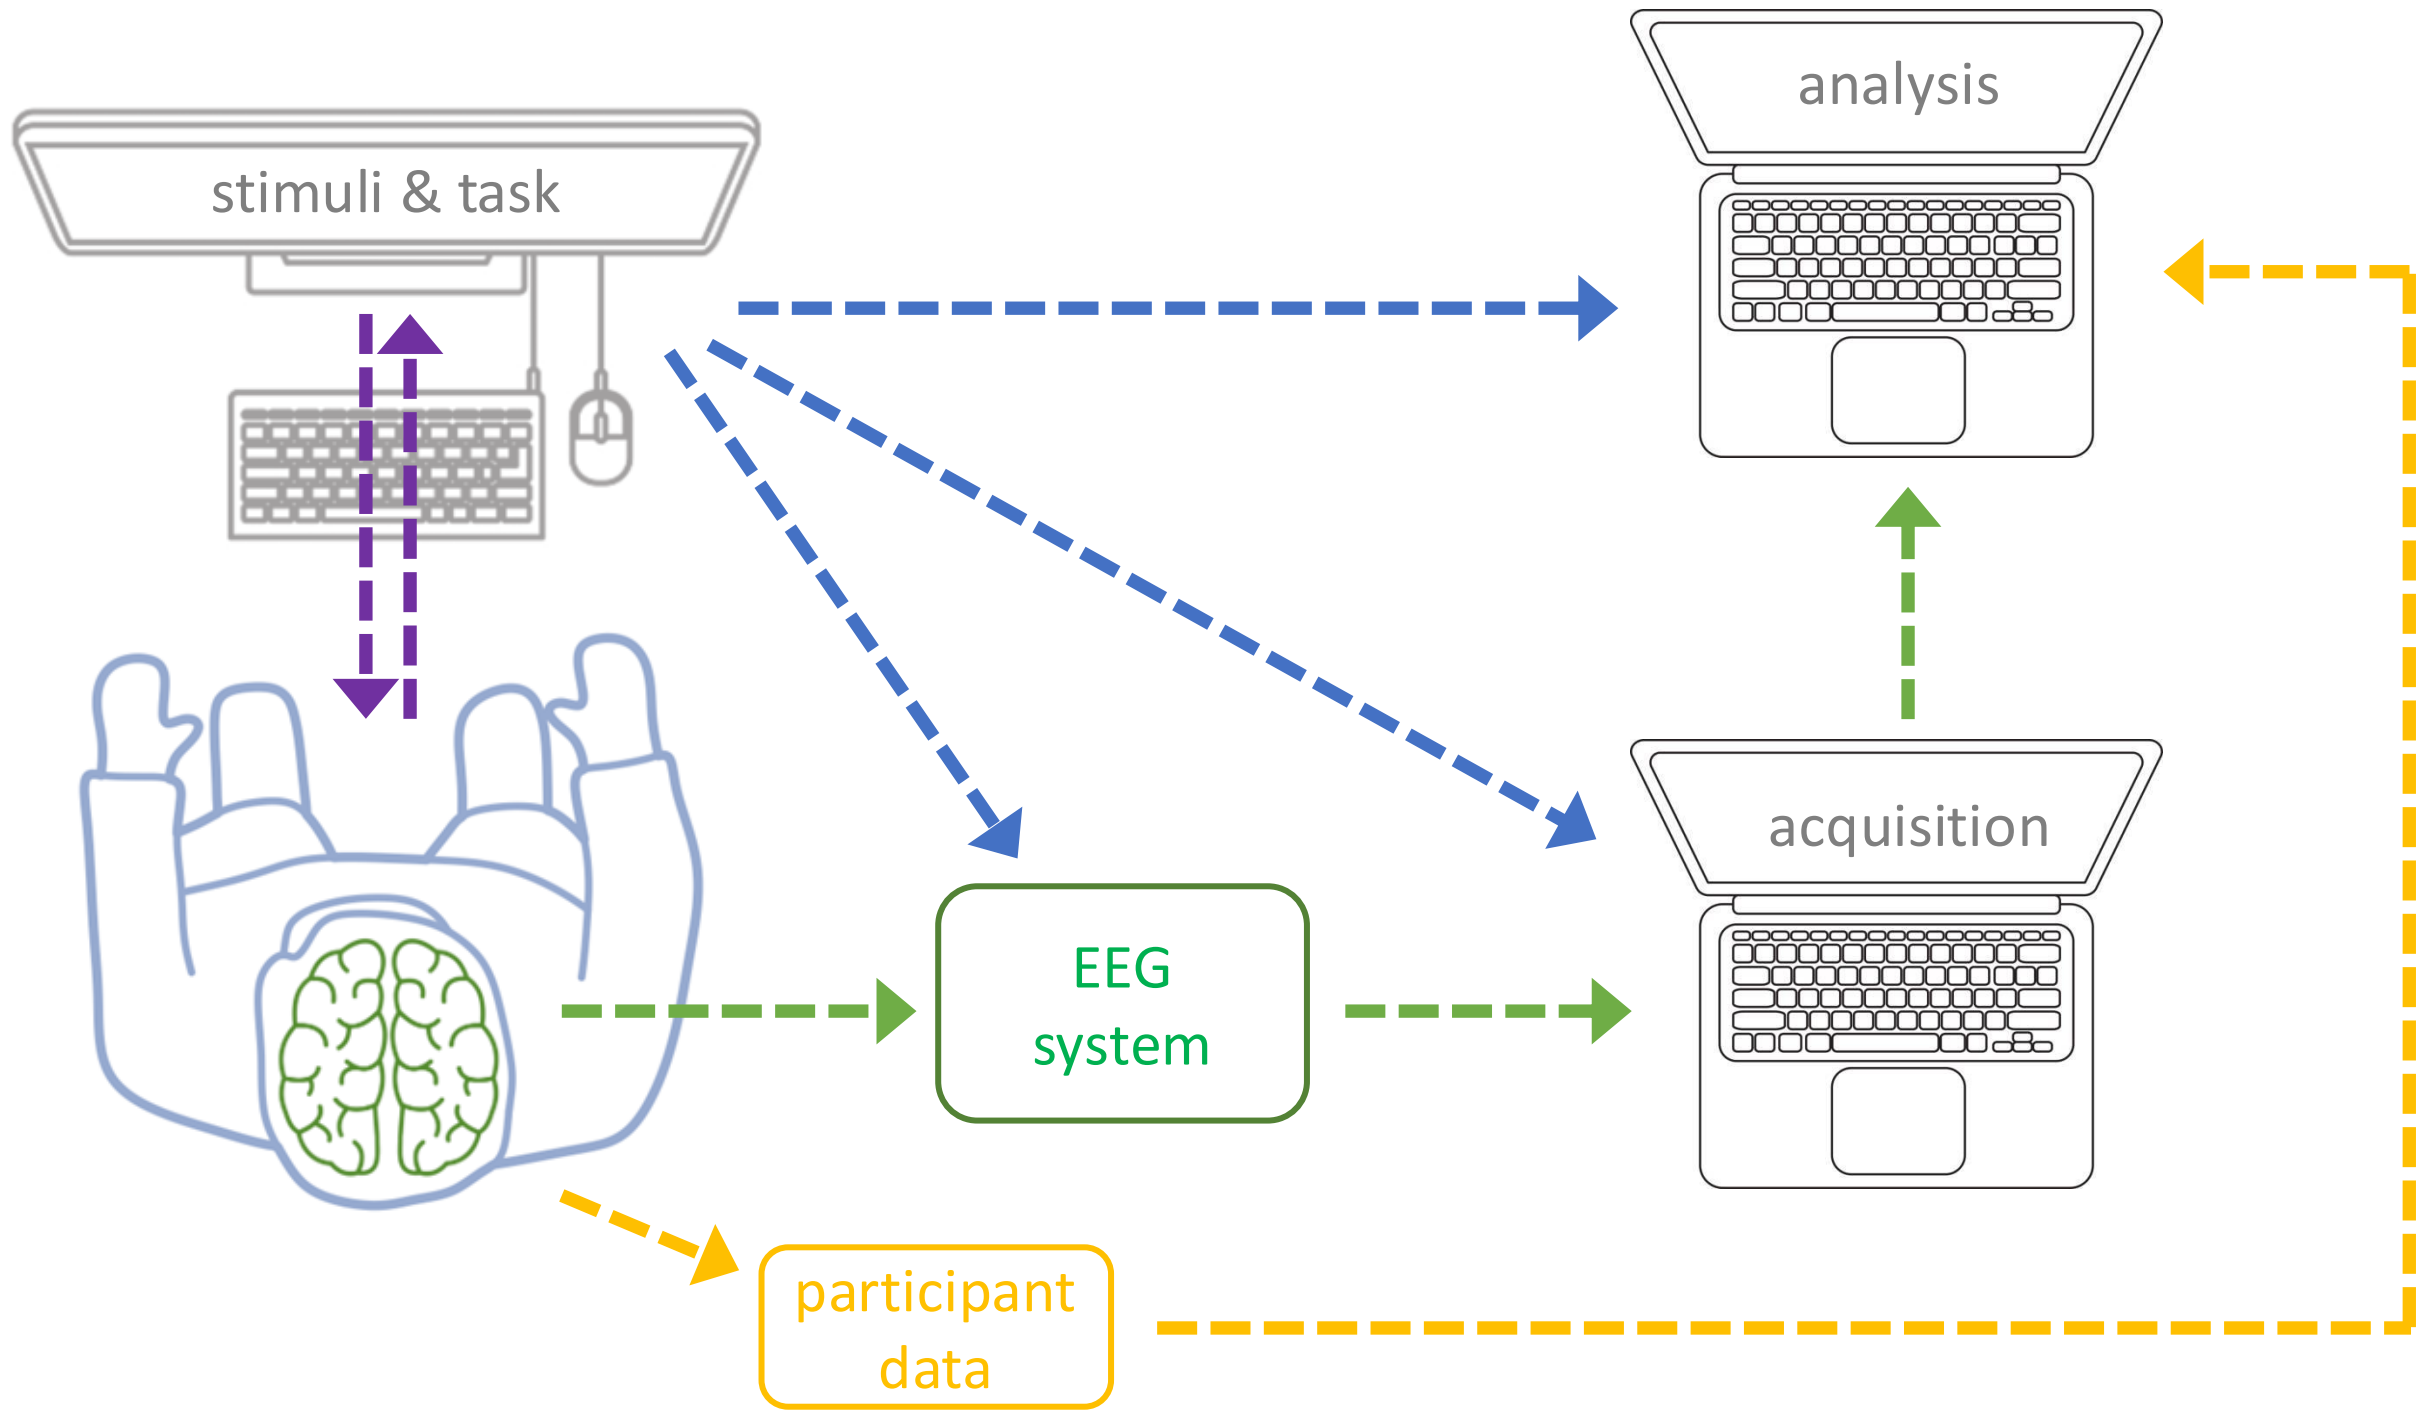 analysis
stimuli & task
acquisition
EEG
system
participant
data